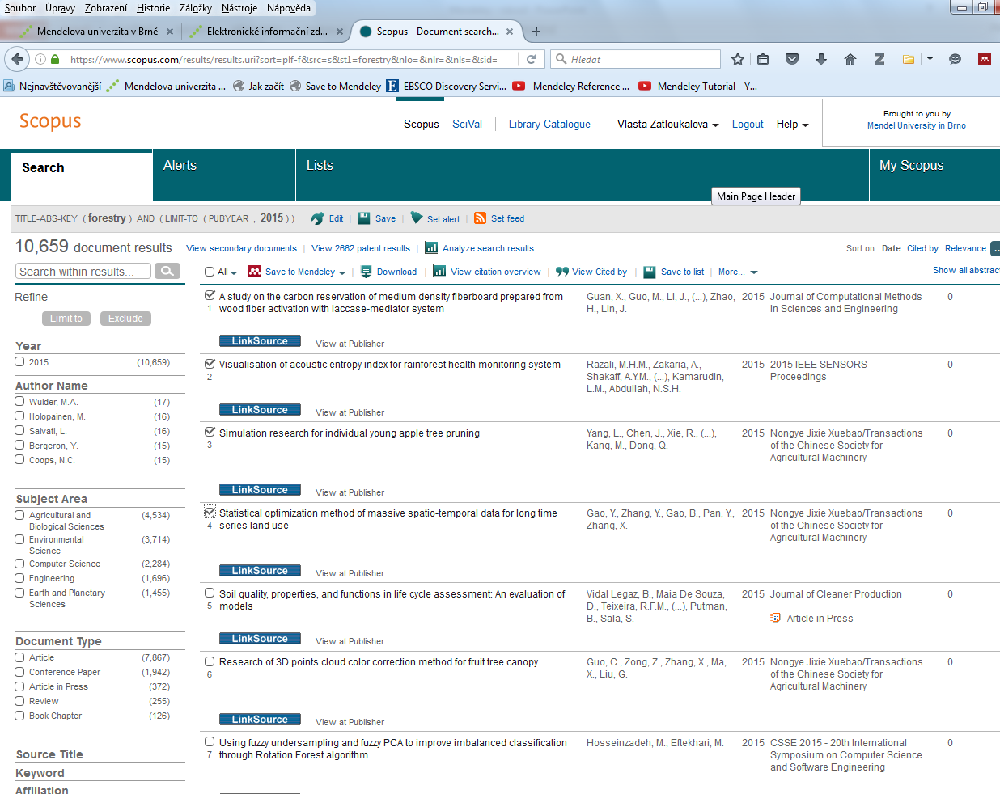 Soubor Úpravy Zobrazení Historie Záložky Nástroje Nápověda
Mendelova univerzita v Brně × Elektronické informační zd... × Scopus - Document search... × +
https://www.scopus.com/results/results.uri?sort=plf-f&src=s&st1=forestry&nlo=&nlr=&nls=&sid= Hledat
Nejnavštěvovanější Mendelova univerzita ... Jak začít Save to Mendeley EBSCO Discovery Servi... Mendeley Reference ... Mendeley Tutorial - Y...
Scopus
Scopus SciVal Library Catalogue Vlasta Zatloukalova Logout Help
Brought to you by
Mendel University in Brno
Search Alerts Lists My Scopus
Main Page Header
TITLE-ABS-KEY ( forestry ) AND ( LIMIT-TO ( PUBYEAR , 2015 ) ) Edit | Save | Set alert | Set feed
10,659 document results View secondary documents | View 2662 patent results | Analyze search results Sort on: Date Cited by Relevance ...
Search within results... All Save to Mendeley | Download | View citation overview | View Cited by | Save to list | More... Show all abstrac
Refine
Limit to Exclude
Year
2015 (10,659)
Author Name
Wulder, M.A. (17)
Holopainen, M. (16)
Salvati, L. (16)
Bergeron, Y. (15)
Coops, N.C. (15)
Subject Area
Agricultural and (4,534)
Biological Sciences
Environmental (3,714)
Science
Computer Science (2,284)
Engineering (1,696)
Earth and Planetary (1,455)
Sciences
Document Type
Article (7,867)
Conference Paper (1,942)
Article in Press (372)
Review (255)
Book Chapter (126)
Source Title
Keyword
Affiliation
A study on the carbon reservation of medium density fiberboard prepared from Guan, X., Guo, M., Li, J., (...), Zhao, 2015 Journal of Computational Methods 0
1 wood fiber activation with laccase-mediator system H., Lin, J. in Sciences and Engineering
LinkSource View at Publisher
Visualisation of acoustic entropy index for rainforest health monitoring system Razali, M.H.M., Zakaria, A., 2015 2015 IEEE SENSORS - 0
2 Shakaff, A.Y.M., (...), Kamarudin, Proceedings
L.M., Abdullah, N.S.H.
LinkSource View at Publisher
Simulation research for individual young apple tree pruning Yang, L., Chen, J., Xie, R., (...), 2015 Nongye Jixie Xuebao/Transactions 0
3 Kang, M., Dong, Q. of the Chinese Society for
Agricultural Machinery
LinkSource View at Publisher
Statistical optimization method of massive spatio-temporal data for long time Gao, Y., Zhang, Y., Gao, B., Pan, Y., 2015 Nongye Jixie Xuebao/Transactions 0
4 series land use Zhang, X. of the Chinese Society for
Agricultural Machinery
LinkSource View at Publisher
Soil quality, properties, and functions in life cycle assessment: An evaluation of Vidal Legaz, B., Maia De Souza, 2015 Journal of Cleaner Production 0
5 models D., Teixeira, R.F.M., (...), Putman,
B., Sala, S. Article in Press
LinkSource View at Publisher
Research of 3D points cloud color correction method for fruit tree canopy Guo, C., Zong, Z., Zhang, X., Ma, 2015 Nongye Jixie Xuebao/Transactions 0
6 X., Liu, G. of the Chinese Society for
Agricultural Machinery
LinkSource View at Publisher
Using fuzzy undersampling and fuzzy PCA to improve imbalanced classification Hosseinzadeh, M., Eftekhari, M. 2015 CSSE 2015 - 20th International 0
7 through Rotation Forest algorithm Symposium on Computer Science
and Software Engineering